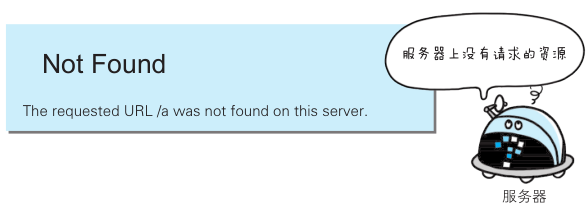 Not Found
The requested URL /a was not found on this server.
服务器上没有请求的资源
服务器